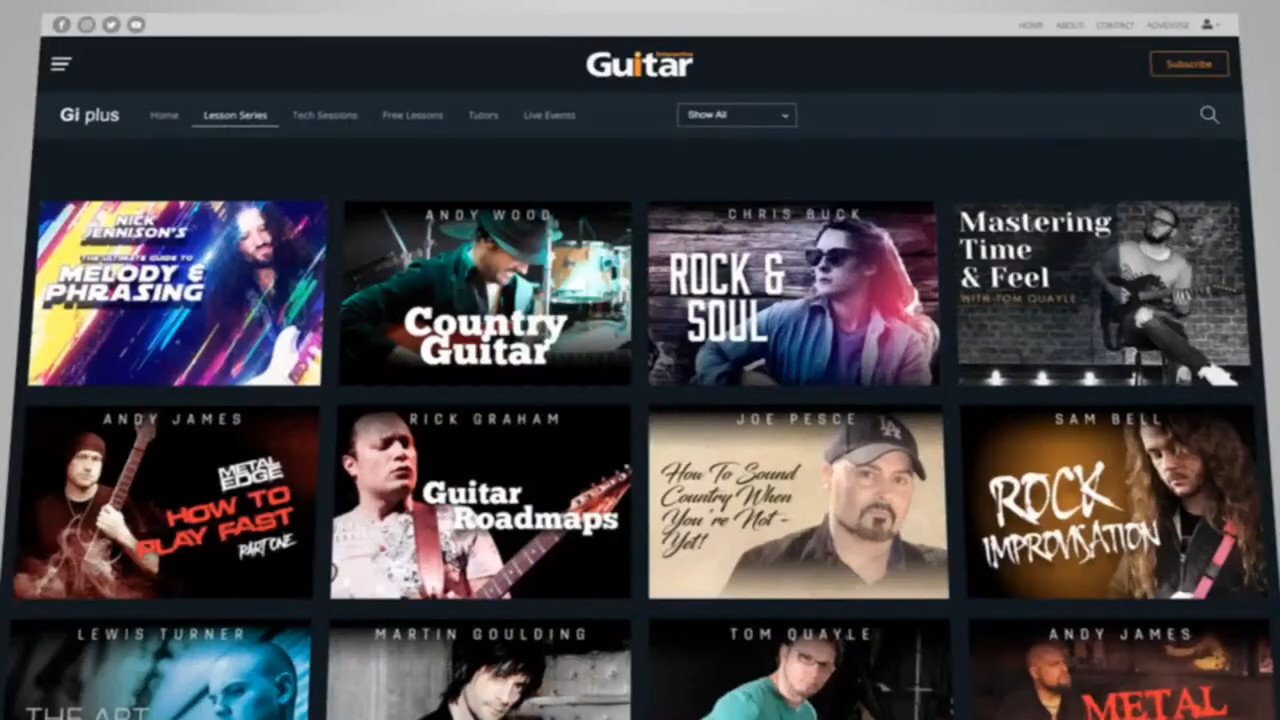 HOME ABOUT CONTACT ADVERTISE
Guitar
Subscribe
Gi plus Home Lesson Series Tech Sessions Free Lessons Tutors Live Events Show All
NICK
JENNISON'S
THE ULTIMATE GUIDE TO
MELODY &
PHRASING
ANDY WOOD
Country
Guitar
CHRIS BUCK
ROCK &
SOUL
Mastering
Time
& Feel
WITH TOM QUAYLE
ANDY JAMES
METAL
EDGE
HOW TO
PLAY FAST
PART ONE
RICK GRAHAM
Guitar
Roadmaps
JOE PESCE
How To Sound
Country When
You're Not -
Yet!
SAM BELL
ROCK
IMPROVISATION
LEWIS TURNER
THE ART
MARTIN GOULDING
TOM QUAYLE
ANDY JAMES
METAL